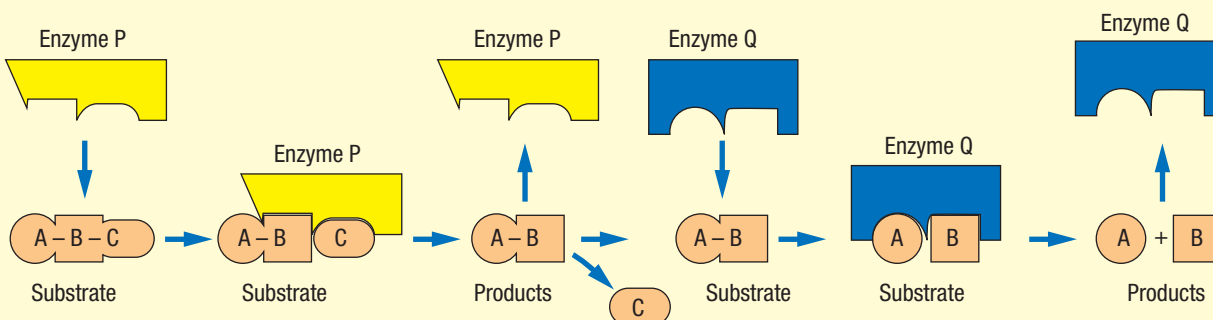 Enzyme P
A – B – C
Substrate
Enzyme P
A – B
C
Substrate
Enzyme P
A – B
Products
C
Enzyme Q
A – B
Substrate
Enzyme Q
A
B
Substrate
Enzyme Q
A + B
Products